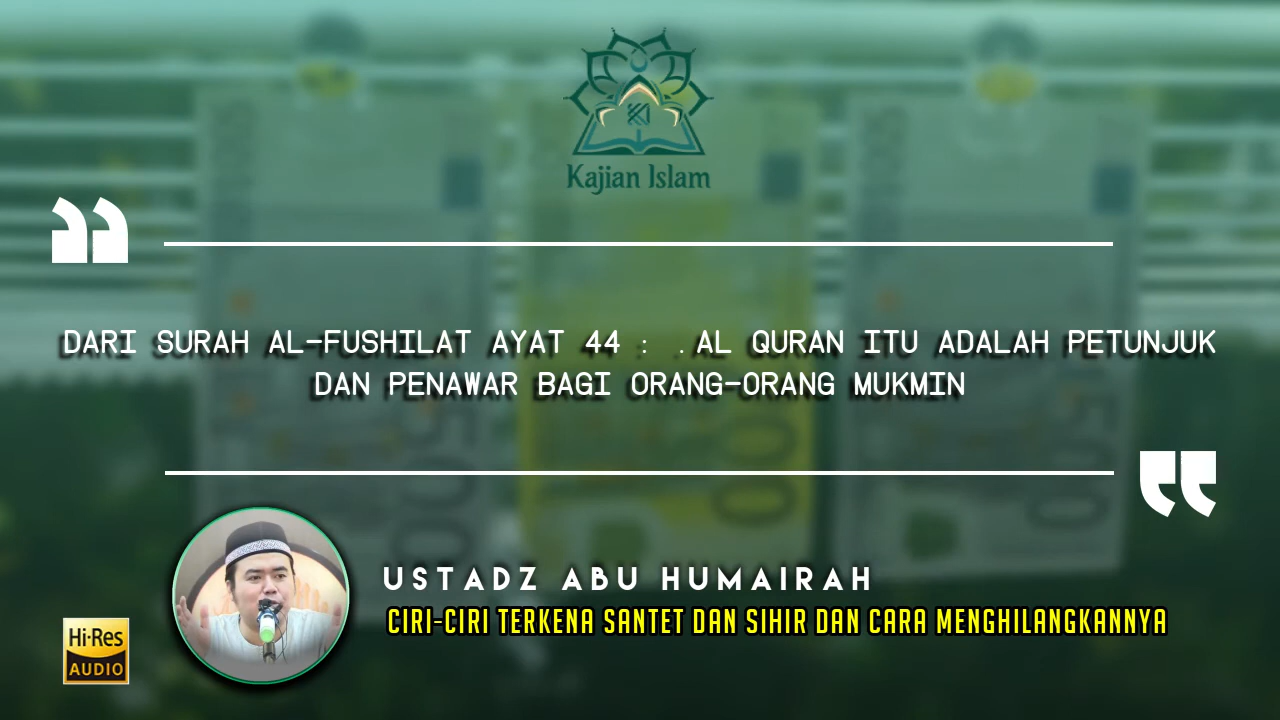 Kajian Islam
DARI SURAH AL-FUSHILAT AYAT 44 : .AL QURAN ITU ADALAH PETUNJUK
DAN PENAWAR BAGI ORANG-ORANG MUKMIN
USTADZ ABU HUMAIRAH
CIRI-CIRI TERKENA SANTET DAN SIHIR DAN CARA MENGHILANGKANNYA
Hi-Res
AUDIO